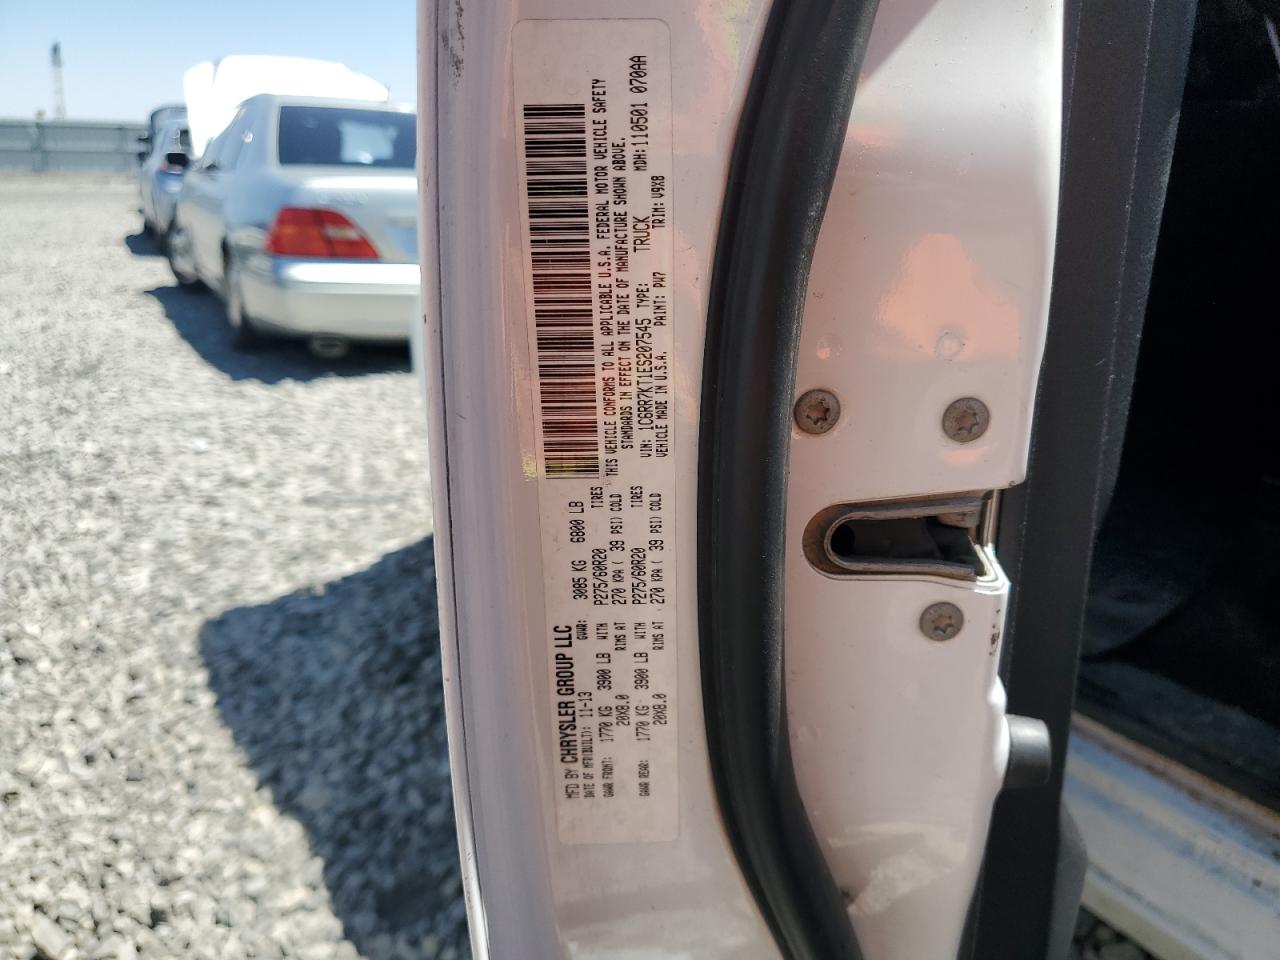 MFD BY CHRYSLER GROUP LLC
DATE OF MFR(BUILT): 11-13 GVWR: 3085 KG 6800 LB
GAWR FRONT: 1770 KG 3900 LB WITH P275/60R20 TIRES
20X8.0 RIMS AT 270 KPA ( 39 PSI) COLD
GAWR REAR: 1770 KG 3900 LB WITH P275/60R20 TIRES
20X8.0 RIMS AT 270 KPA ( 39 PSI) COLD
THIS VEHICLE CONFORMS TO ALL APPLICABLE U.S.A. FEDERAL MOTOR VEHICLE SAFETY
STANDARDS IN EFFECT ON THE DATE OF MANUFACTURE SHOWN ABOVE.
VIN: 1C6RR7KT1ES207545 TYPE: TRUCK MDH: 110501 070AA
VEHICLE MADE IN U.S.A. PAINT: PW7 TRIM: V9X8